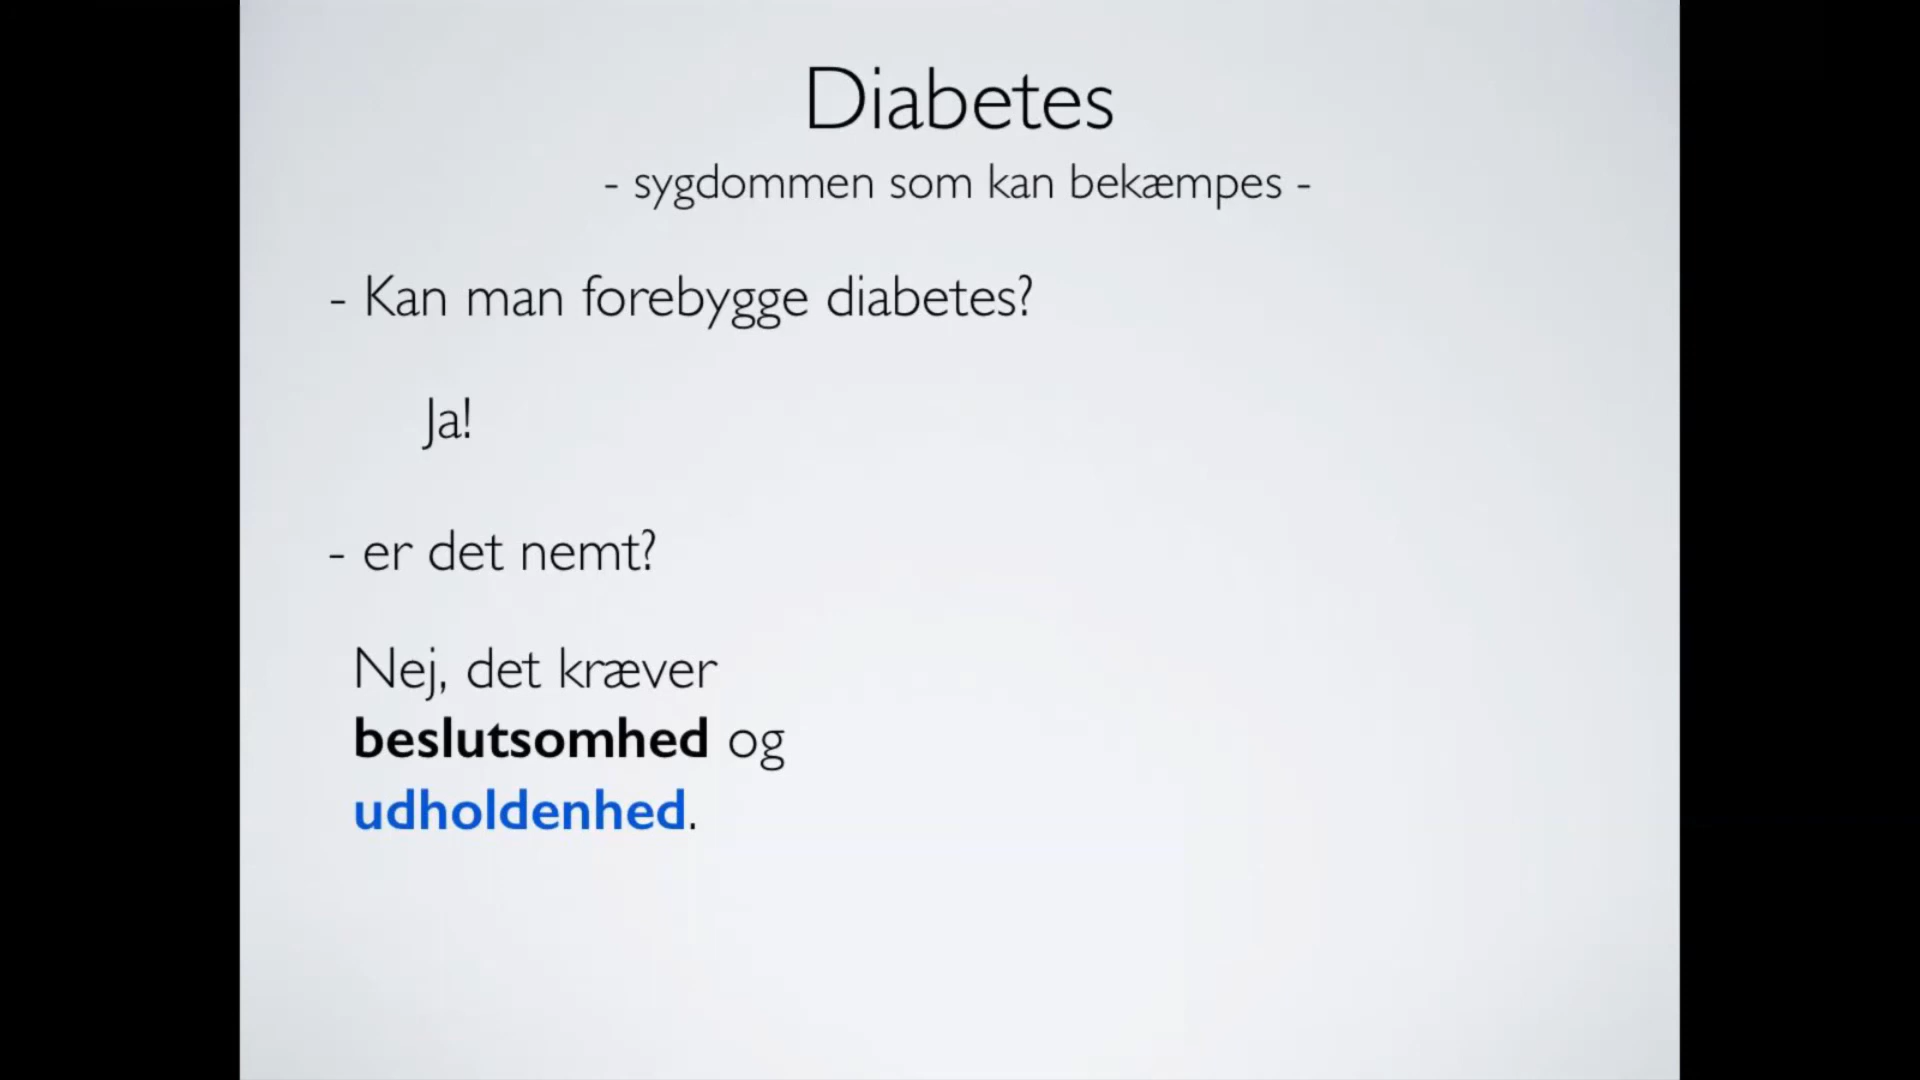 Diabetes
- sygdommen som kan bekæmpes -
- Kan man forebygge diabetes?
Ja!
- er det nemt?
Nej, det kræver
beslutsomhed og
udholdenhed.